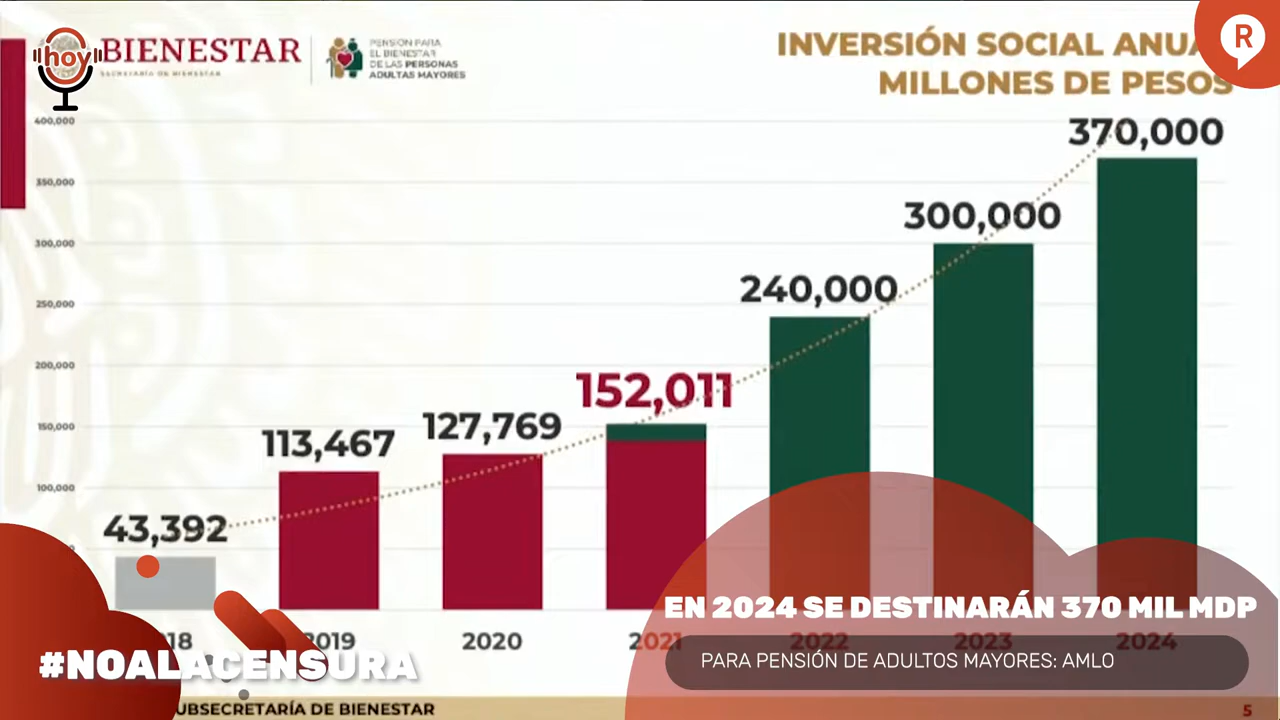 hoy
BIENESTAR
SECRETARÍA DE BIENESTAR
PENSIÓN PARA
EL BIENESTAR
DE LAS PERSONAS
ADULTAS MAYORES
INVERSIÓN SOCIAL ANUA
MILLONES DE PESOS
R
400,000
350,000
300,000
250,000
200,000
150,000
100,000
43,392
113,467
127,769
152,011
240,000
300,000
370,000
18
2019
2020
2021
2022
2023
2024
EN 2024 SE DESTINARÁN 370 MIL MDP
PARA PENSIÓN DE ADULTOS MAYORES: AMLO
#NOALACENSURA
UBSECRETARÍA DE BIENESTAR
5